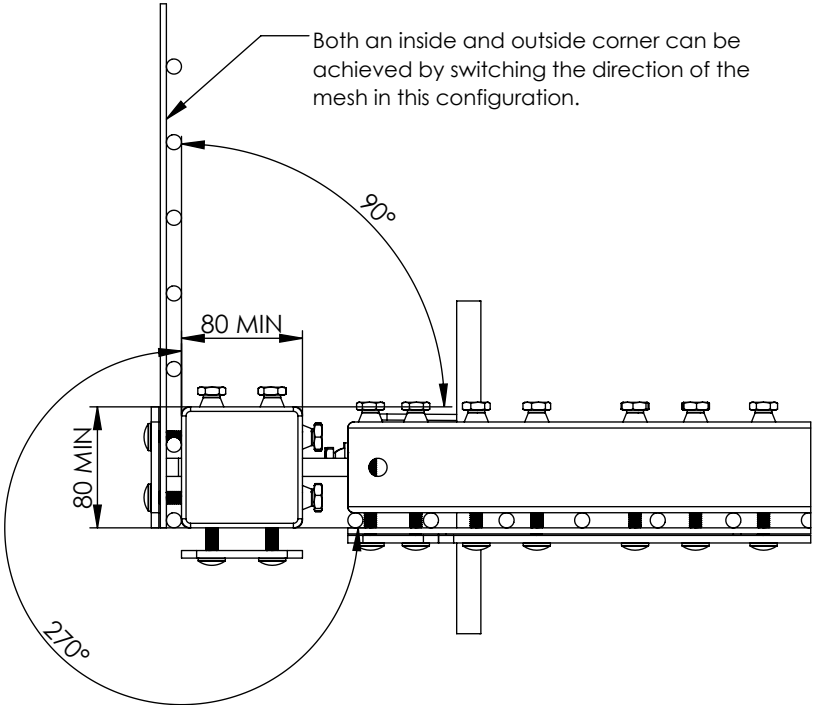 Both an inside and outside corner can be
achieved by switching the direction of the
mesh in this configuration.
90°
80 MIN
80 MIN
270°